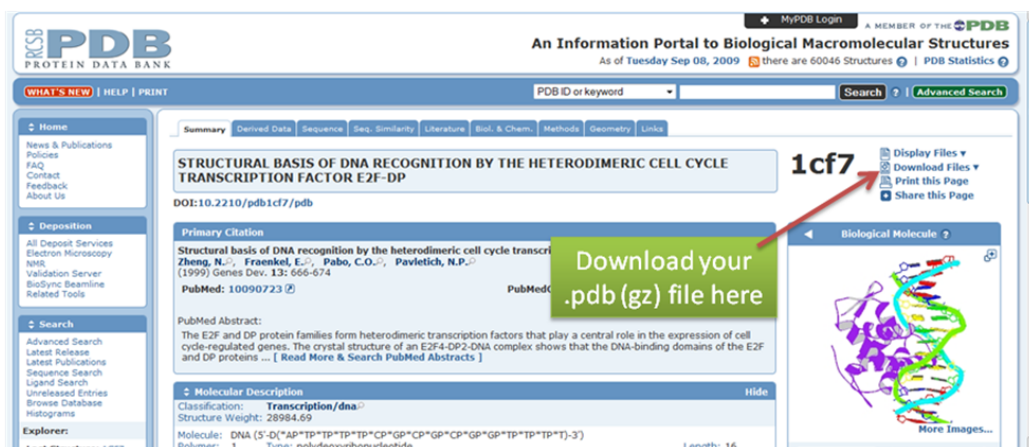 MyPDB Login
A MEMBER OF THE PDB
RCSB
PDB
PROTEIN DATA BANK
An Information Portal to Biological Macromolecular Structures
As of Tuesday Sep 08, 2009 there are 60046 Structures ? | PDB Statistics ?
WHAT'S NEW | HELP | PRINT
PDB ID or keyword
Search ? | Advanced Search
Home
News & Publications
Policies
FAQ
Contact
Feedback
About Us
Deposition
All Deposit Services
Electron Microscopy
NMR
Validation Server
BioSync Beamline
Related Tools
Search
Advanced Search
Latest Release
Latest Publications
Sequence Search
Ligand Search
Unreleased Entries
Browse Database
Histograms
Explorer:
Summary Derived Data Sequence Seq. Similarity Literature Biol. & Chem. Methods Geometry Links
STRUCTURAL BASIS OF DNA RECOGNITION BY THE HETERODIMERIC CELL CYCLE
TRANSCRIPTION FACTOR E2F-DP
DOI:10.2210/pdb1cf7/pdb
1cf7
Display Files
Download Files
Print this Page
Share this Page
Primary Citation
Structural basis of DNA recognition by the heterodimeric cell cycle
Zheng, N., Fraenkel, E., Pabo, C.O., Pavletich, N.P.
(1999) Genes Dev. 13: 666-674
PubMed: 10090723
PubMed Abstract:
The E2F and DP protein families form heterodimeric transcription factors that play a central role in the expression of cell
cycle-regulated genes. The crystal structure of an E2F4-DP2-DNA complex shows that the DNA-binding domains of the E2F
and DP proteins ... [ Read More & Search PubMed Abstracts ]
Download your
.pdb (gz) file here
Biological Molecule ?
More Images...
Molecular Description
Hide
Classification: Transcription/dna
Structure Weight: 28984.69
Molecule: DNA (5'-D(*AP*TP*TP*TP*TP*CP*GP*CP*GP*CP*GP*GP*TP*TP*TP*T)-3')